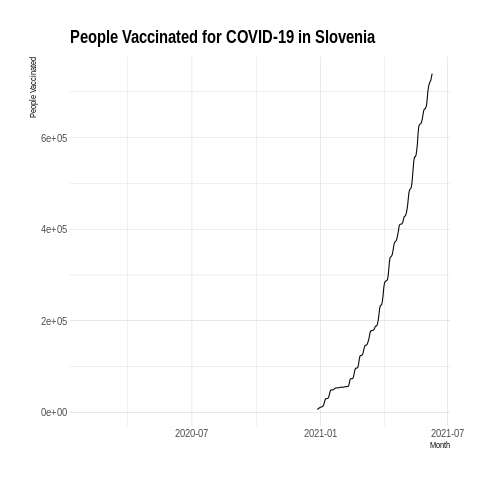 People Vaccinated for COVID-19 in Slovenia
People Vaccinated
6e+05
4e+05
2e+05
0e+00
2020-07
2021-01
2021-07
Month